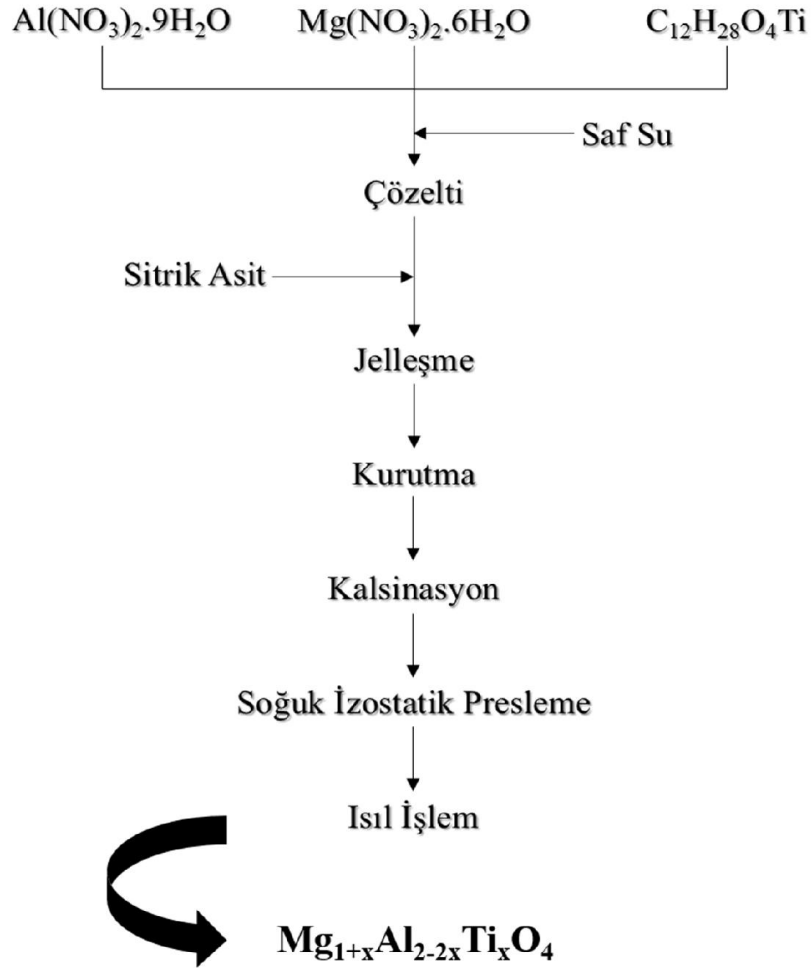 Al(NO₃)₂.9H₂O Mg(NO₃)₂.6H₂O C₁₂H₂₈O₄Ti
Saf Su
Çözelti
Sitrik Asit
Jelleşme
Kurutma
Kalsinasyon
Soğuk İzostatik Presleme
Isıl İşlem
Mg₁₊ₓAl₂₋₂ₓTiₓO₄